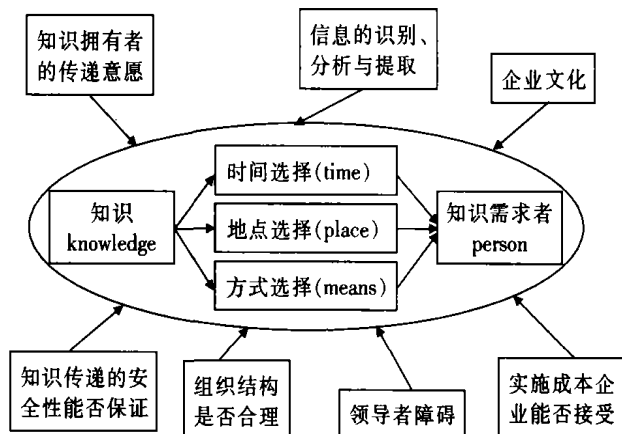 知识拥有者
的传递意愿
信息的识别、
分析与提取
企业文化
时间选择(time)
知识
knowledge
地点选择(place)
知识需求者
person
方式选择(means)
知识传递的安
全性能否保证
组织结构
是否合理
领导者障碍
实施成本企
业能否接受